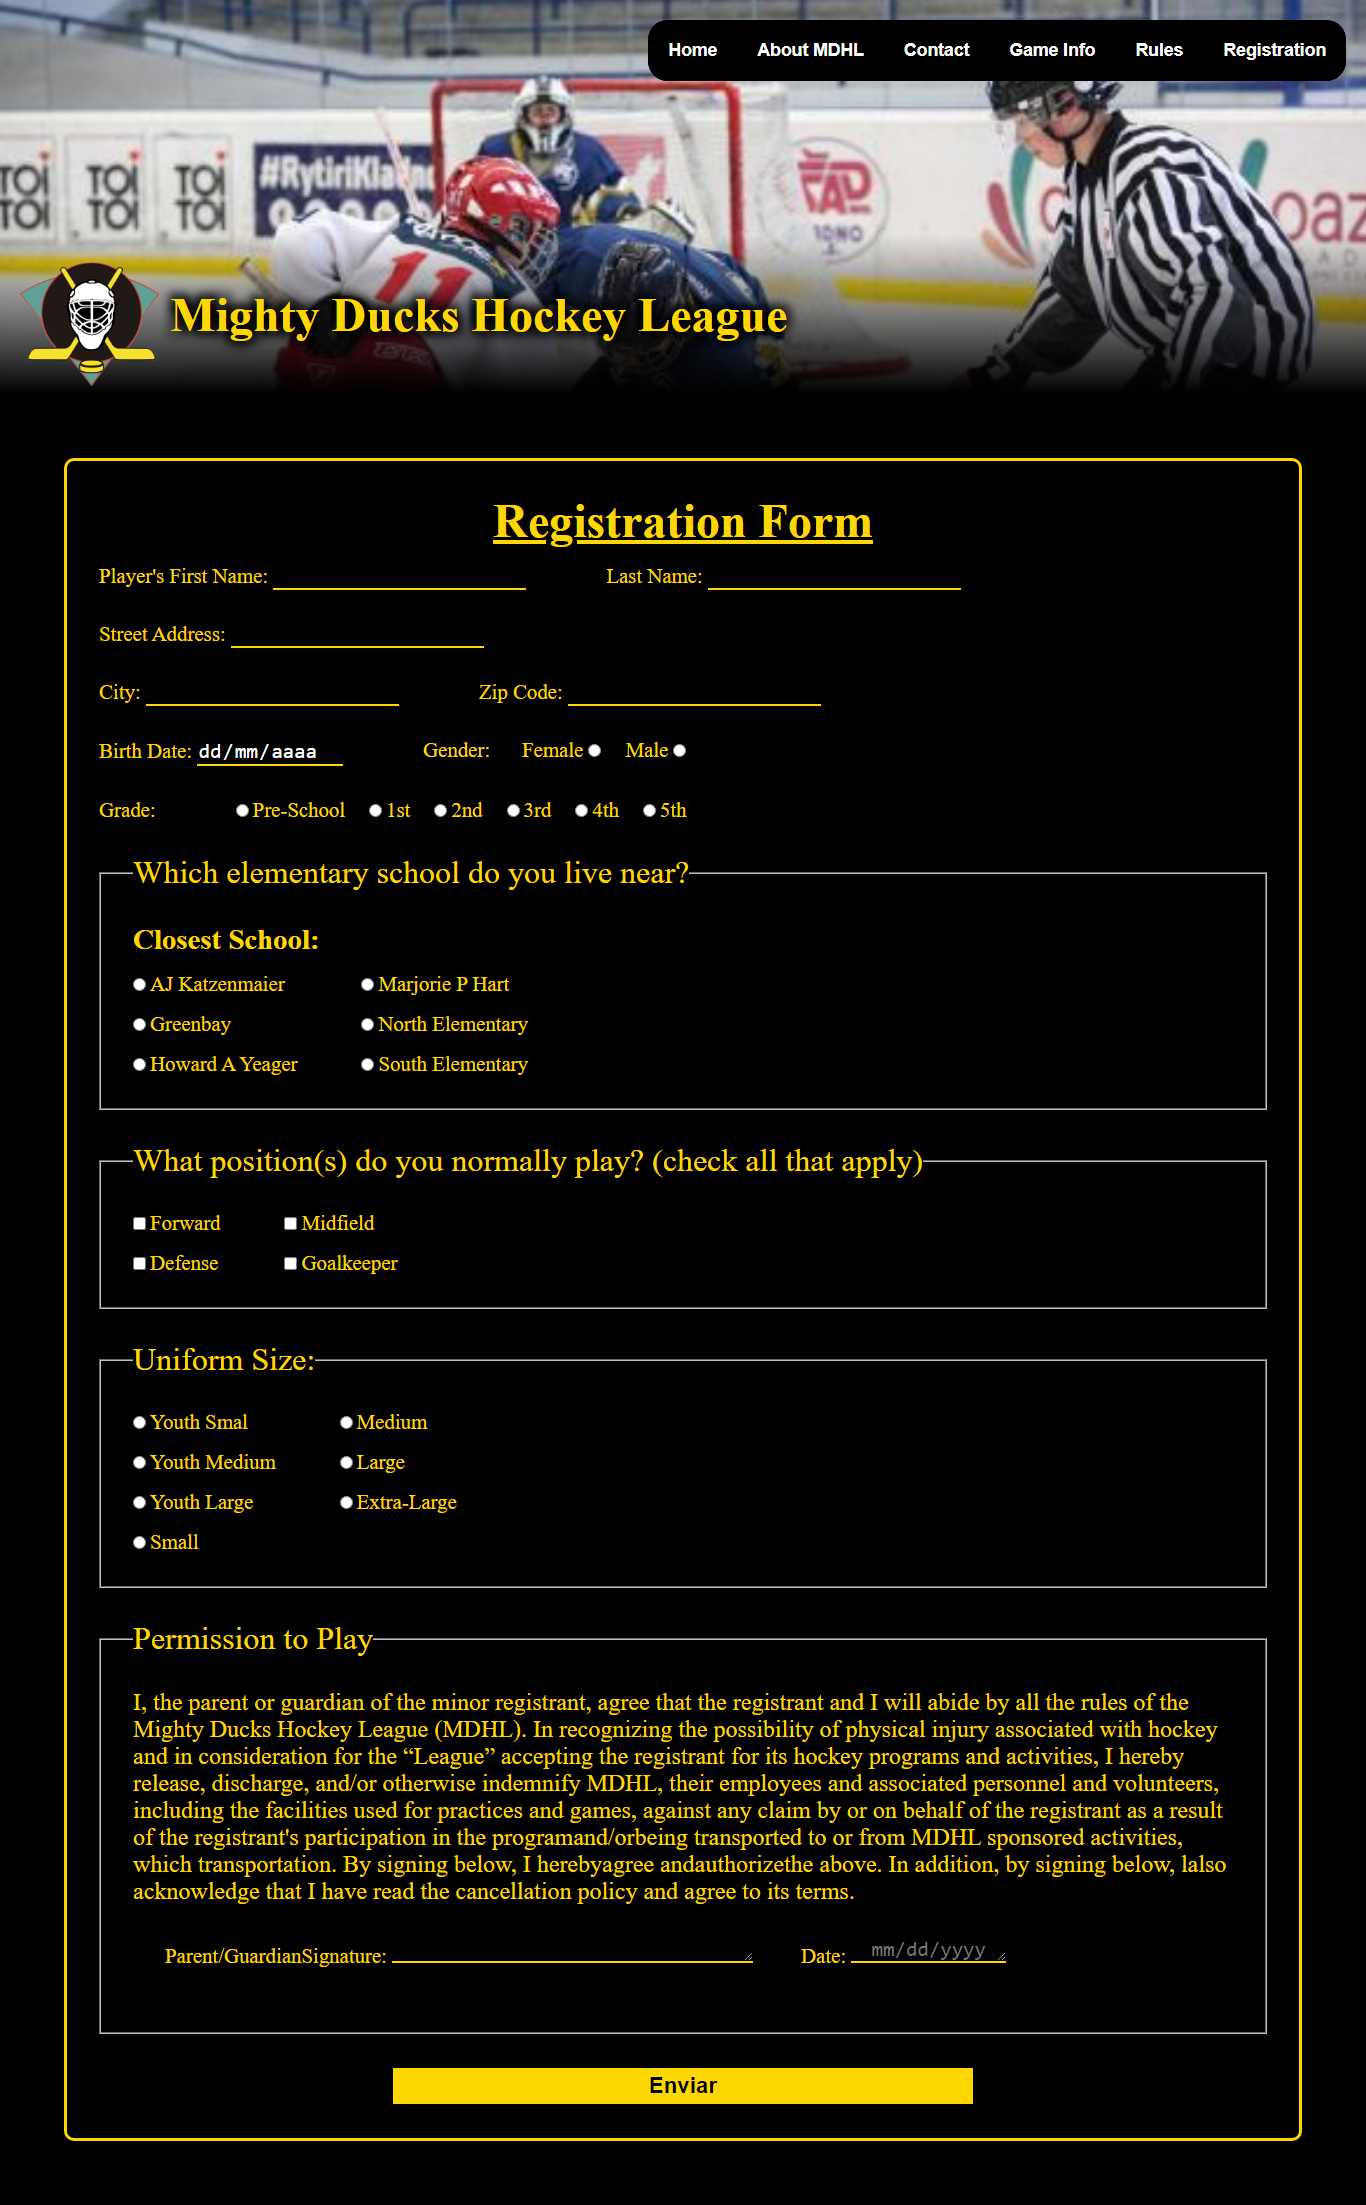 Home About MDHL Contact Game Info Rules Registration
TOI TOI TOI #RytiriKladno
TOI TOI TOI
11
Mighty Ducks Hockey League
Registration Form
Player's First Name: Last Name:
Street Address:
City: Zip Code:
Birth Date: dd/mm/aaaa Gender: Female Male
Grade: Pre-School 1st 2nd 3rd 4th 5th
Which elementary school do you live near?
Closest School:
AJ Katzenmaier Marjorie P Hart
Greenbay North Elementary
Howard A Yeager South Elementary
What position(s) do you normally play? (check all that apply)
Forward Midfield
Defense Goalkeeper
Uniform Size:
Youth Smal Medium
Youth Medium Large
Youth Large Extra-Large
Small
Permission to Play
I, the parent or guardian of the minor registrant, agree that the registrant and I will abide by all the rules of the
Mighty Ducks Hockey League (MDHL). In recognizing the possibility of physical injury associated with hockey
and in consideration for the “League” accepting the registrant for its hockey programs and activities, I hereby
release, discharge, and/or otherwise indemnify MDHL, their employees and associated personnel and volunteers,
including the facilities used for practices and games, against any claim by or on behalf of the registrant as a result
of the registrant's participation in the programand/orbeing transported to or from MDHL sponsored activities,
which transportation. By signing below, I herebyagree andauthorizethe above. In addition, by signing below, lalso
acknowledge that I have read the cancellation policy and agree to its terms.
Parent/GuardianSignature: Date: mm/dd/yyyy
Enviar